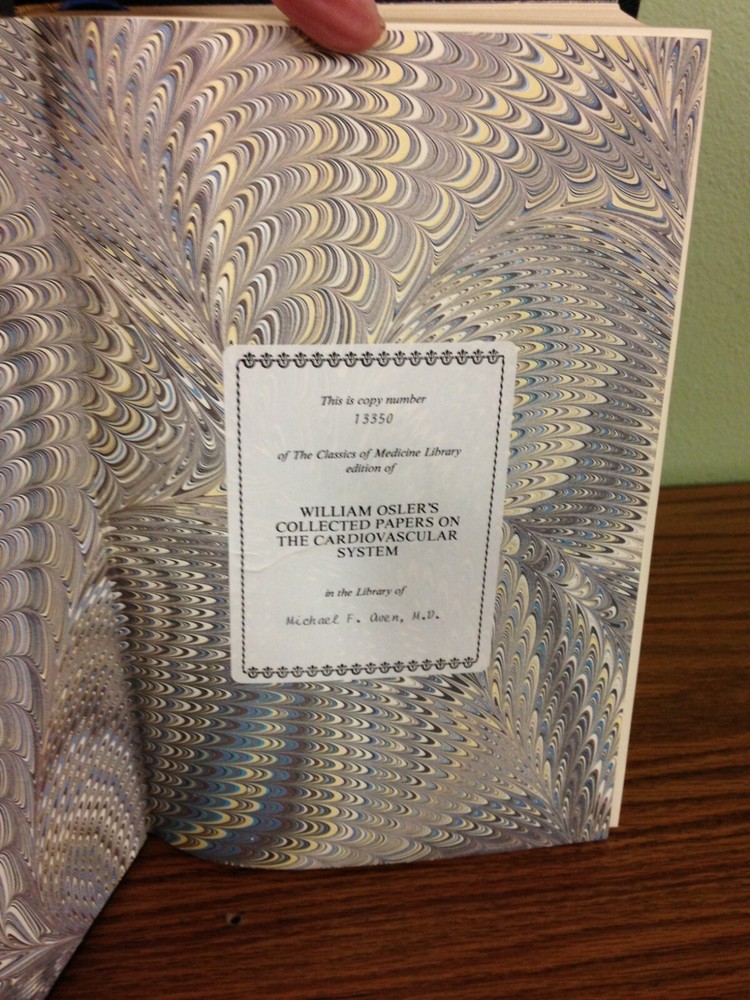 This is copy number
13350
of The Classics of Medicine Library
edition of
WILLIAM OSLER'S
COLLECTED PAPERS ON
THE CARDIOVASCULAR
SYSTEM
in the Library of
Michael F. Owen, M.D.